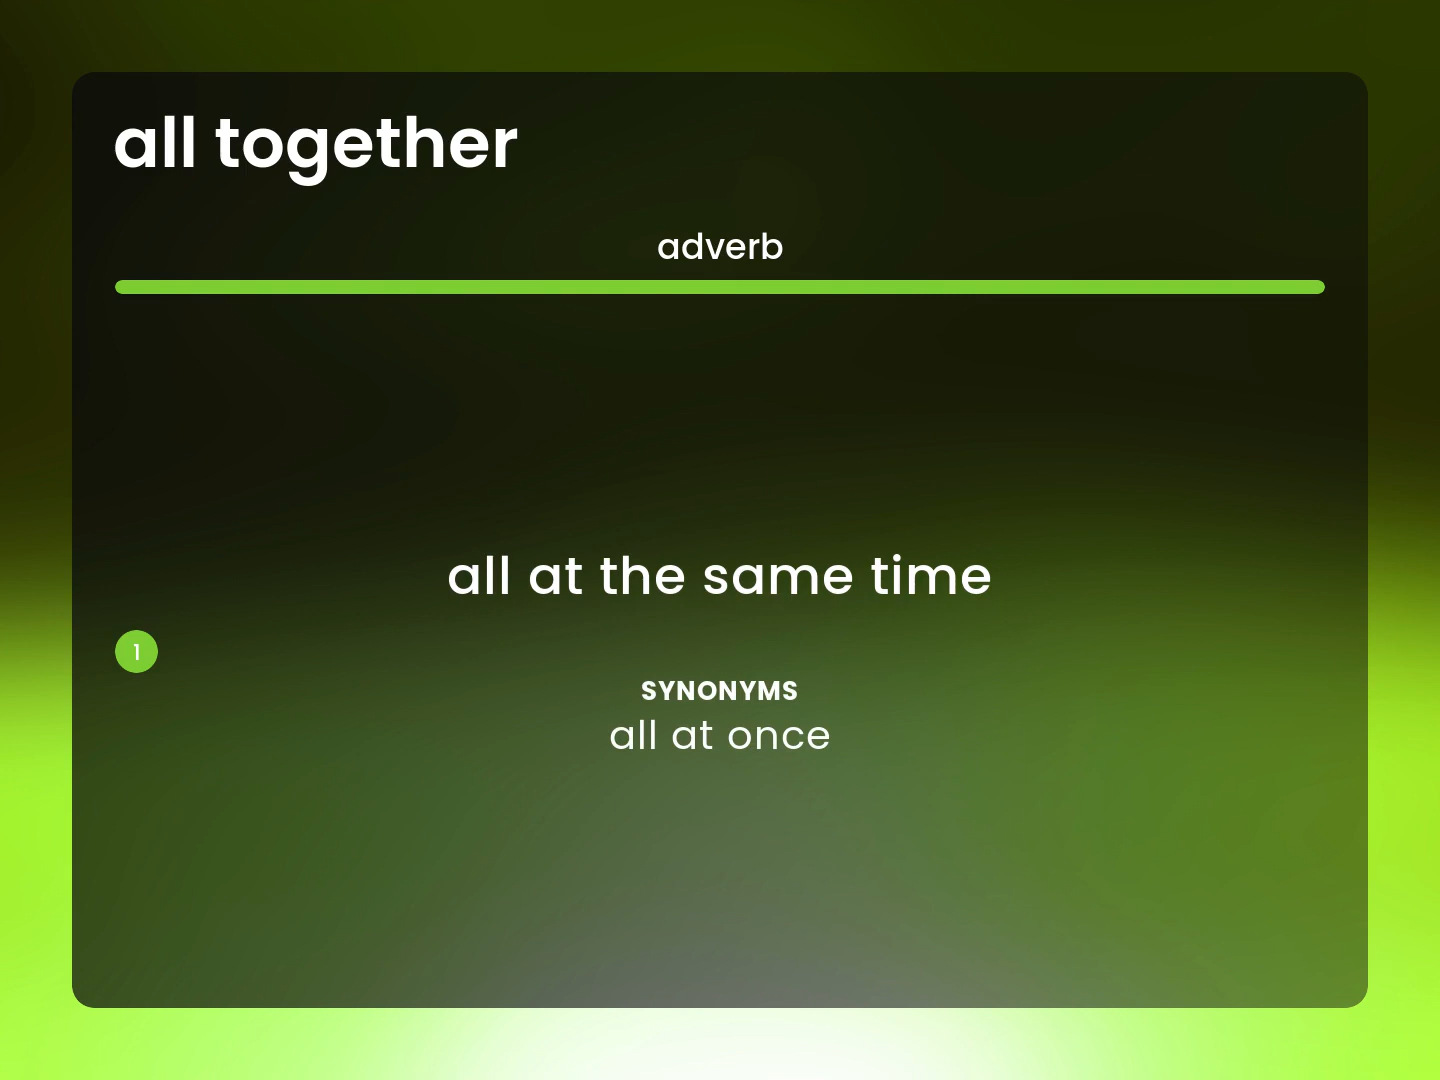 all together
adverb
all at the same time
1
SYNONYMS
all at once